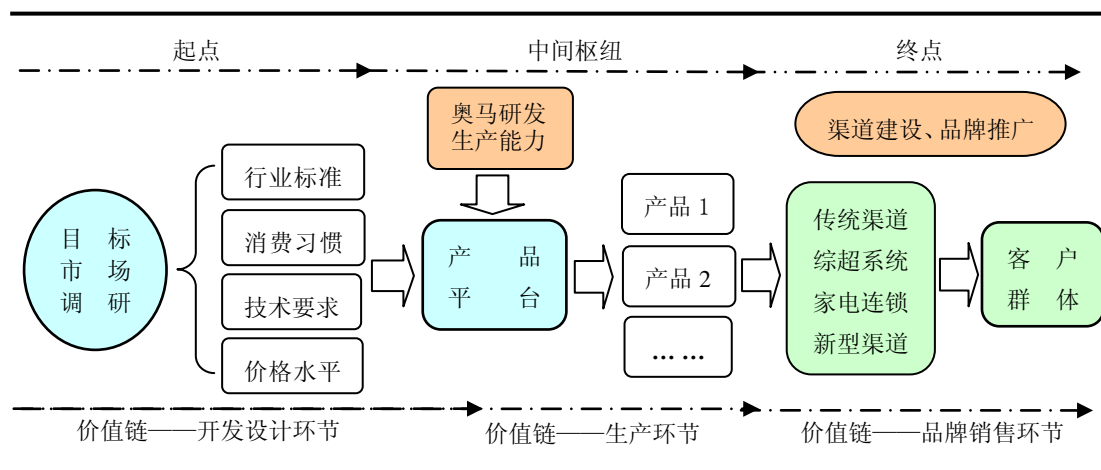 起点
中间枢纽
终点
奥马研发
生产能力
渠道建设、品牌推广
目 标
市 场
调 研
行业标准
消费习惯
技术要求
价格水平
产 品
平 台
产品 1
产品 2
... ...
传统渠道
综超系统
家电连锁
新型渠道
客 户
群 体
价值链——开发设计环节
价值链——生产环节
价值链——品牌销售环节